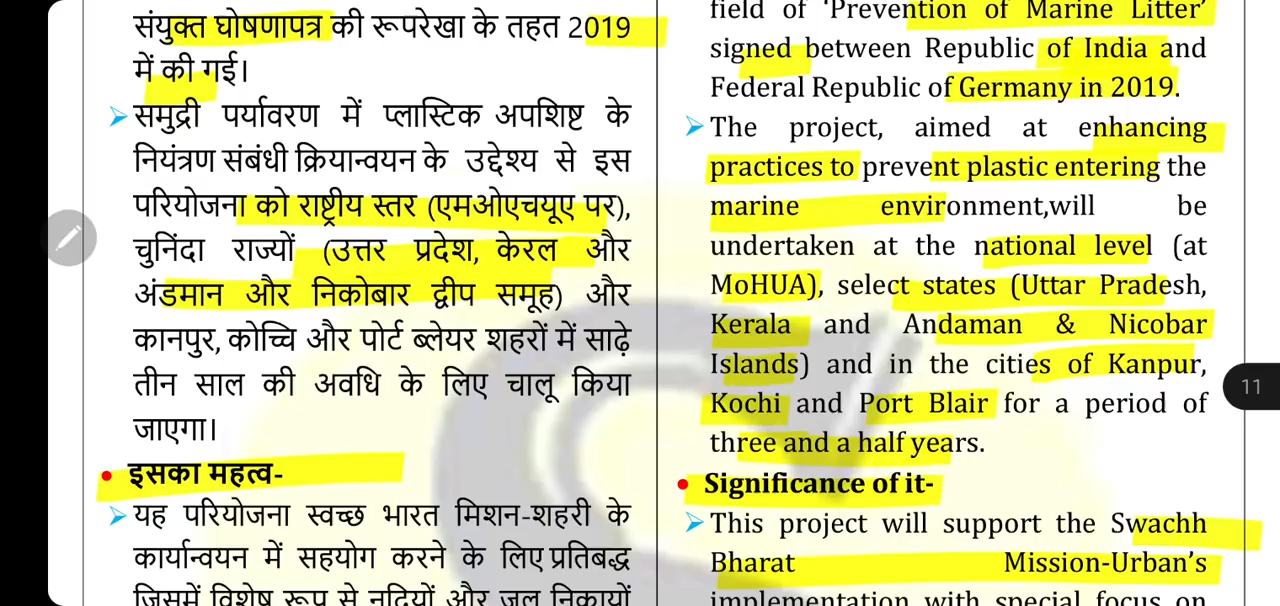 संयुक्त घोषणापत्र की रूपरेखा के तहत 2019
में की गई।
समुद्री पर्यावरण में प्लास्टिक अपशिष्ट के
नियंत्रण संबंधी क्रियान्वयन के उद्देश्य से इस
परियोजना को राष्ट्रीय स्तर (एमओएचयूए पर),
चुनिंदा राज्यों (उत्तर प्रदेश, केरल और
अंडमान और निकोबार द्वीप समूह) और
कानपुर, कोच्चि और पोर्ट ब्लेयर शहरों में साढ़े
तीन साल की अवधि के लिए चालू किया
जाएगा।
इसका महत्व-
यह परियोजना स्वच्छ भारत मिशन-शहरी के
कार्यान्वयन में सहयोग करने के लिए प्रतिबद्ध
जिसमें विशेष रूप से नदियों और जल निकायों
field of ‘Prevention of Marine Litter’
signed between Republic of India and
Federal Republic of Germany in 2019.
The project, aimed at enhancing
practices to prevent plastic entering the
marine environment,will be
undertaken at the national level (at
MoHUA), select states (Uttar Pradesh,
Kerala and Andaman & Nicobar
Islands) and in the cities of Kanpur,
Kochi and Port Blair for a period of
three and a half years.
Significance of it-
This project will support the Swachh
Bharat Mission-Urban’s
implementation with special focus on
11